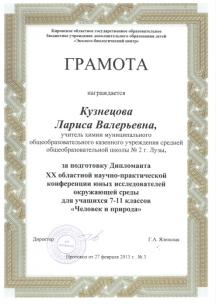 Кировское областное государственное образовательное
бюджетное учреждение дополнительного образования детей
«Эколого-биологический центр»
ГРАМОТА
награждается
Кузнецова
Лариса Валерьевна,
учитель химии муниципального
общеобразовательного казенного учреждения средней
общеобразовательной школы № 2 г. Лузы,
за подготовку Дипломанта
XX областной научно-практической
конференции юных исследователей
окружающей среды
для учащихся 7-11 классов
«Человек и природа»
Директор
Протокол от 27 февраля 2013 г. № 3